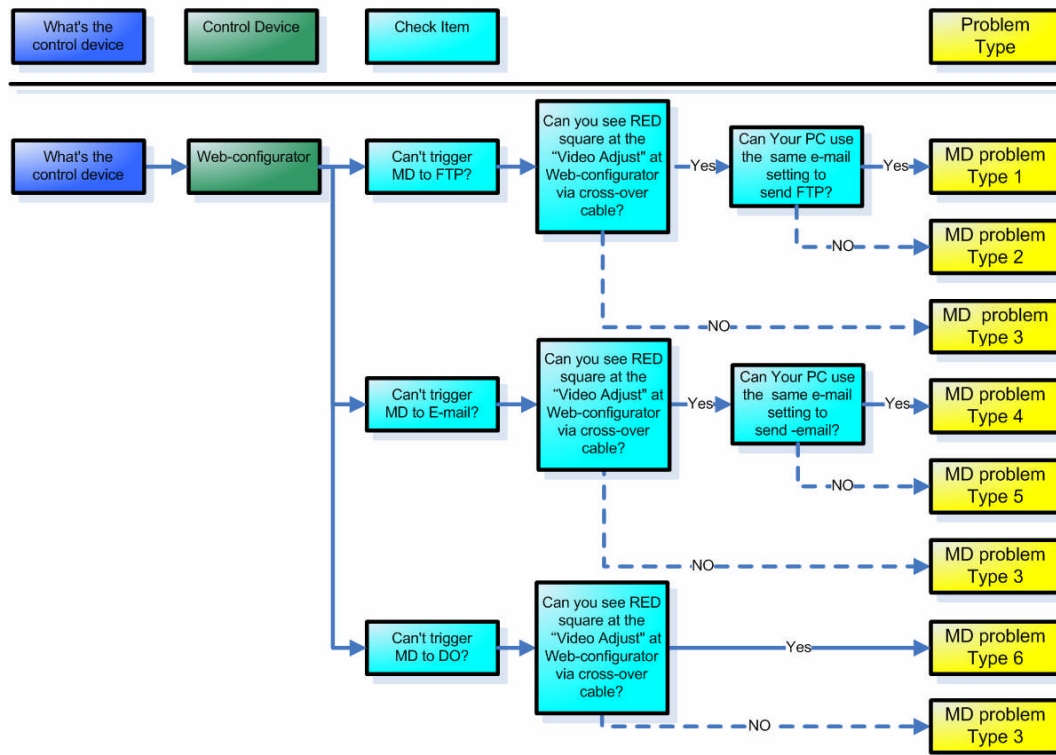 What's the
control device
Control Device
Check Item
Problem
Type
What's the
control device
Web-configurator
Can't trigger
MD to FTP?
Can you see RED
square at the
"Video Adjust" at
Web-configurator
via cross-over
cable?
Yes
Can Your PC use
the same e-mail
setting to
send FTP?
Yes
MD problem
Type 1
NO
MD problem
Type 2
NO
MD problem
Type 3
Can't trigger
MD to E-mail?
Can you see RED
square at the
"Video Adjust" at
Web-configurator
via cross-over
cable?
Yes
Can Your PC use
the same e-mail
setting to
send -email?
Yes
MD problem
Type 4
NO
MD problem
Type 5
NO
MD problem
Type 3
Can't trigger
MD to DO?
Can you see RED
square at the
"Video Adjust" at
Web-configurator
via cross-over
cable?
Yes
MD problem
Type 6
NO
MD problem
Type 3